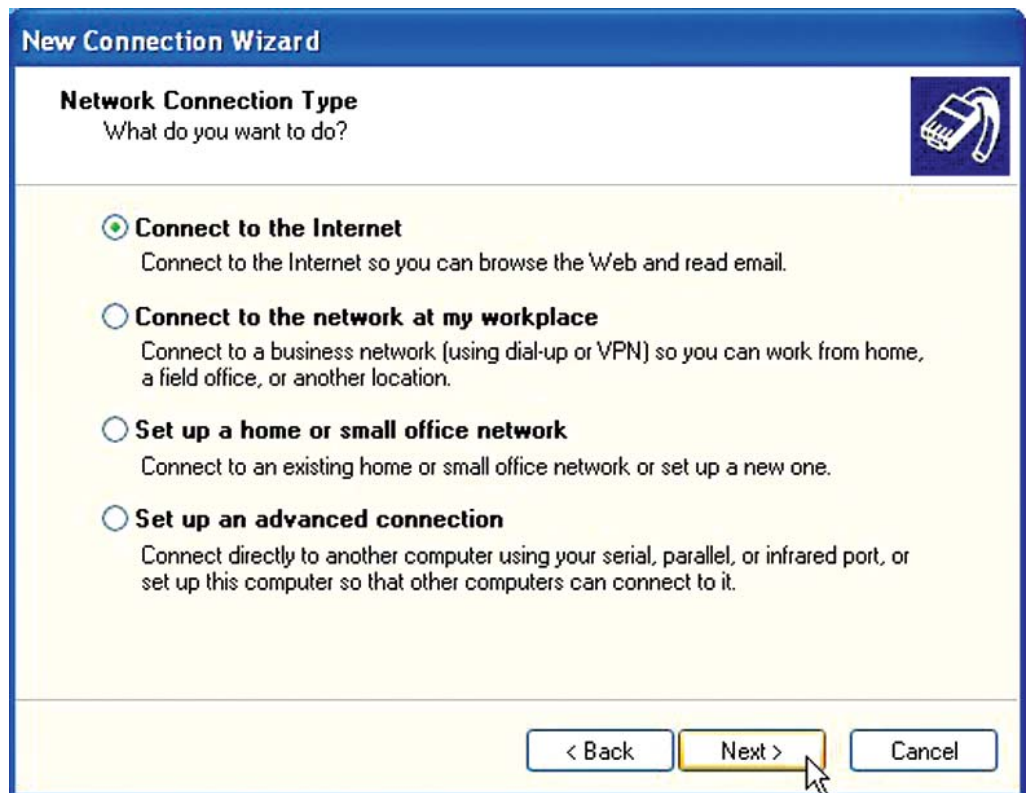 New Connection Wizard
Network Connection Type
What do you want to do?
Connect to the Internet
Connect to the Internet so you can browse the Web and read email.
Connect to the network at my workplace
Connect to a business network (using dial-up or VPN) so you can work from home,
a field office, or another location.
Set up a home or small office network
Connect to an existing home or small office network or set up a new one.
Set up an advanced connection
Connect directly to another computer using your serial, parallel, or infrared port, or
set up this computer so that other computers can connect to it.
< Back Next > Cancel